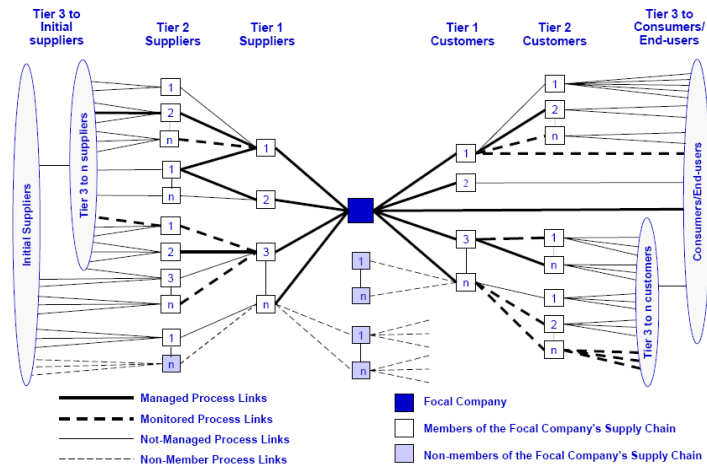 Tier 3 to
Initial
suppliers
Tier 2
Suppliers
Tier 1
Suppliers
Tier 1
Customers
Tier 2
Customers
Tier 3 to
Consumers/
End-users
Initial Suppliers
Tier 3 to n suppliers
1
2
n
1
n
1
2
3
n
1
n
1
2
3
n
1
n
1
n
1
2
3
n
1
2
n
1
n
1
2
n
Tier 3 to n customers
Consumers/End-users
Managed Process Links
Monitored Process Links
Not-Managed Process Links
Non-Member Process Links
Focal Company
Members of the Focal Company's Supply Chain
Non-members of the Focal Company's Supply Chain